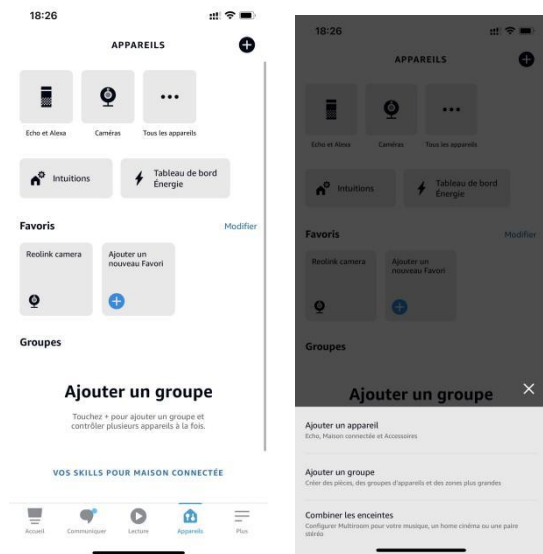 18:26
APPAREILS
Echo et Alexa
Caméras
Tous les appareils
Intuitions
Tableau de bord
Énergie
Favoris
Modifier
Reolink camera
Ajouter un
nouveau Favori
Groupes
Ajouter un groupe
Touchez + pour ajouter un groupe et
contrôler plusieurs appareils à la fois.
VOS SKILLS POUR MAISON CONNECTÉE
Accueil
Communiquer
Lecture
Appareils
Plus
18:26
APPAREILS
Echo et Alexa
Caméras
Tous les appareils
Intuitions
Tableau de bord
Énergie
Favoris
Modifier
Reolink camera
Ajouter un
nouveau Favori
Groupes
Ajouter un groupe
Ajouter un appareil
Echo, Maison connectée et Accessoires
Ajouter un groupe
Créer des pièces, des groupes d'appareils et des zones plus grandes
Combiner les enceintes
Configurer Multiroom pour votre musique, un home cinéma ou une paire
stéréo